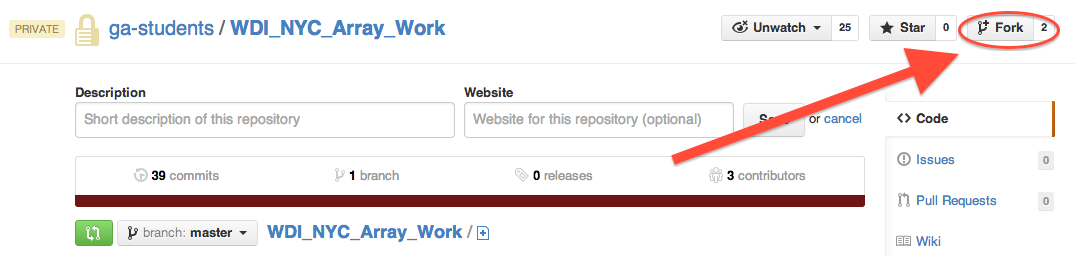 PRIVATE ga-students / WDI_NYC_Array_Work Unwatch 25 Star 0 Fork 2
Description Website
Short description of this repository Website for this repository (optional) or cancel
<> Code
39 commits 1 branch 0 releases 3 contributors
Issues 0
Pull Requests 0
branch: master WDI_NYC_Array_Work /
Wiki